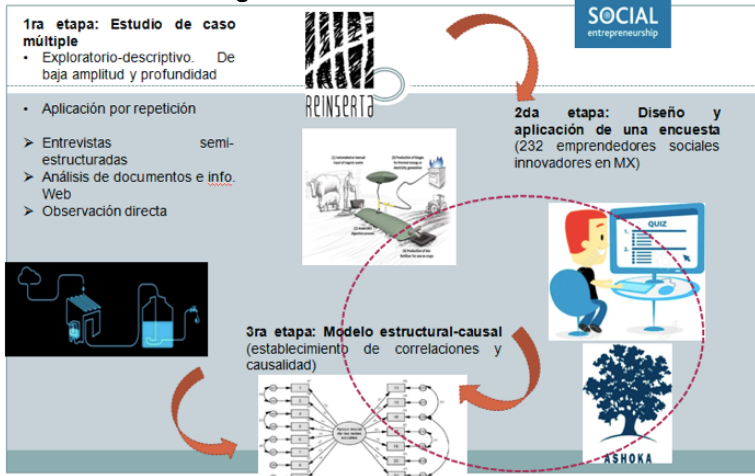 1ra etapa: Estudio de caso
múltiple
• Exploratorio-descriptivo. De
baja amplitud y profundidad
• Aplicación por repetición
➢ Entrevistas semi-
estructuradas
➢ Análisis de documentos e info.
Web
➢ Observación directa
REINSERTA
SOCIAL
entrepreneurship
2da etapa: Diseño y
aplicación de una encuesta
(232 emprendedores sociales
innovadores en MX)
QUIZ
1.
2.
3ra etapa: Modelo estructural-causal
(establecimiento de correlaciones y
causalidad)
ASHOKA